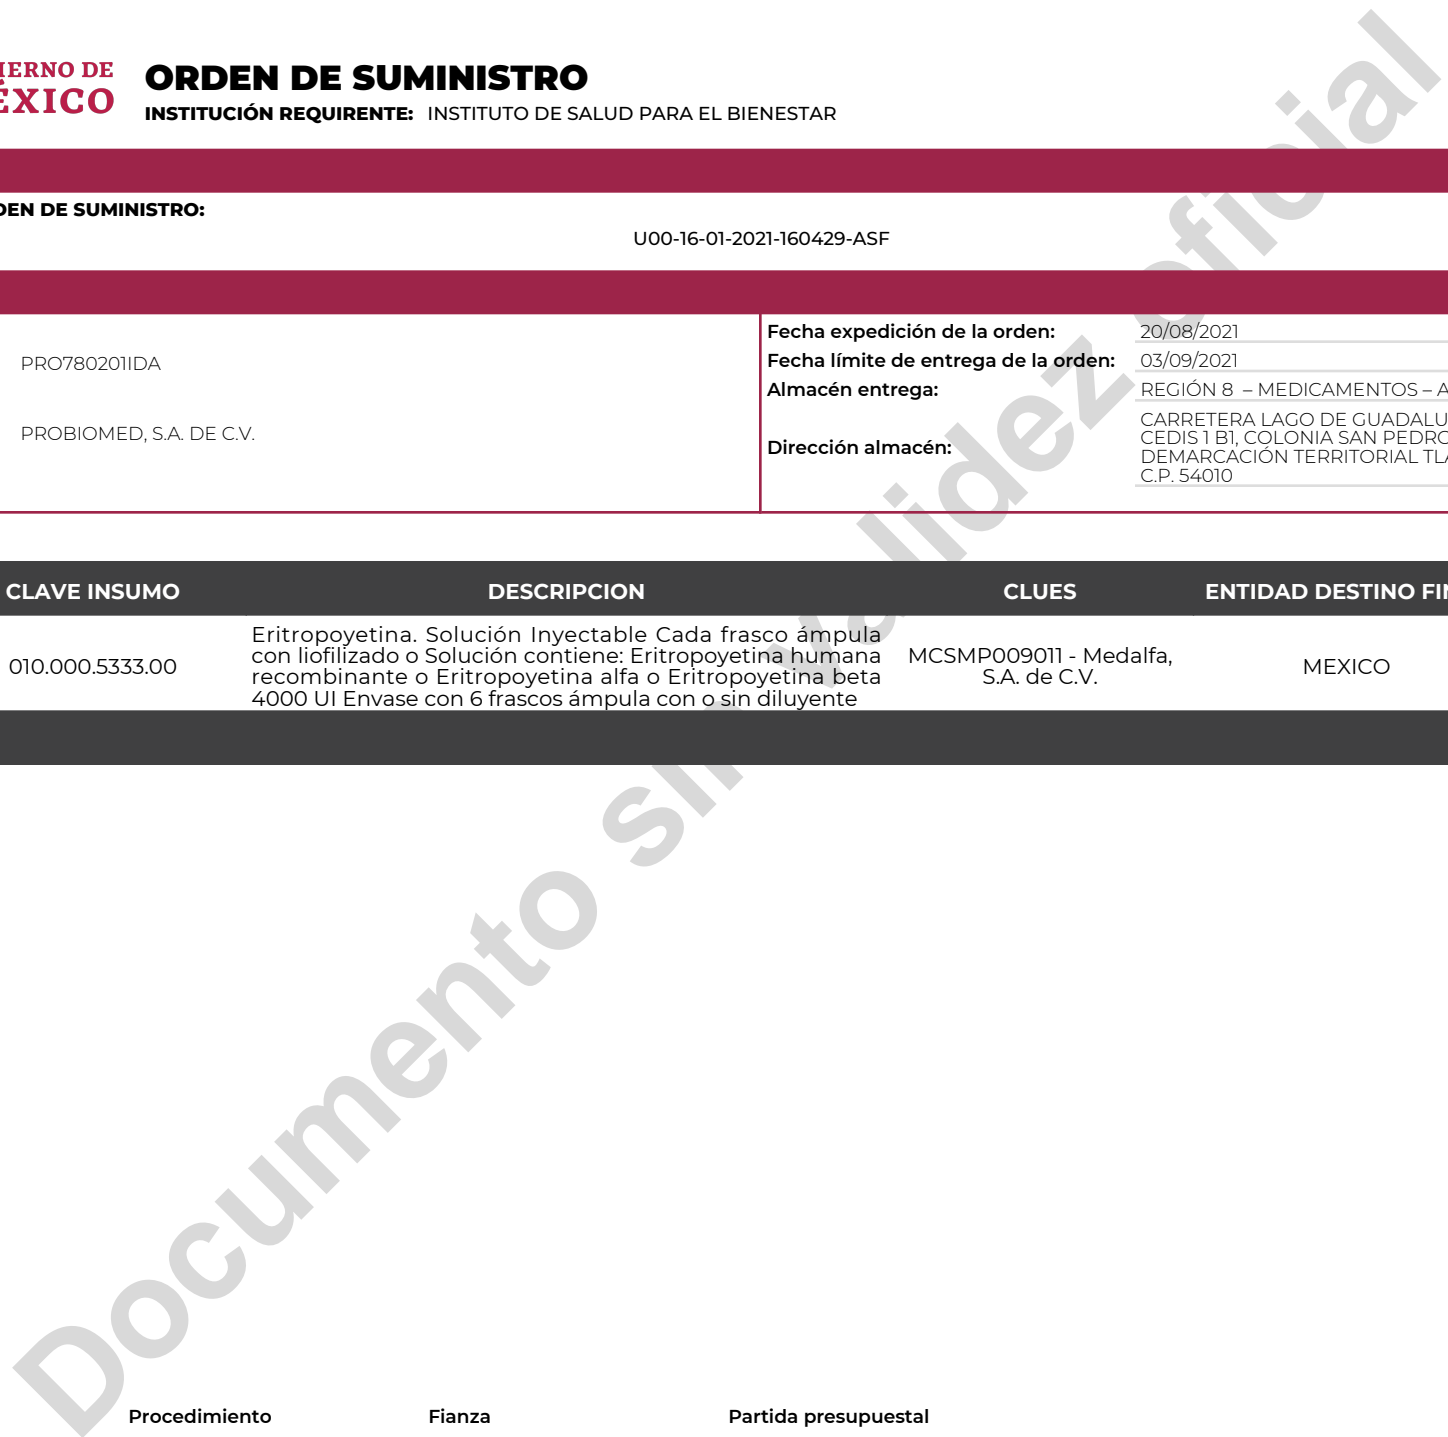 IERNO DE
ÉXICO
ORDEN DE SUMINISTRO
INSTITUCIÓN REQUIRENTE: INSTITUTO DE SALUD PARA EL BIENESTAR
DEN DE SUMINISTRO:
U00-16-01-2021-160429-ASF
PRO780201IDA
PROBIOMED, S.A. DE C.V.
Fecha expedición de la orden: 20/08/2021
Fecha límite de entrega de la orden: 03/09/2021
Almacén entrega: REGIÓN 8 – MEDICAMENTOS – A
Dirección almacén:
CARRETERA LAGO DE GUADALU
CEDIS 1 B1, COLONIA SAN PEDRO
DEMARCACIÓN TERRITORIAL TLA
C.P. 54010
CLAVE INSUMO DESCRIPCION CLUES ENTIDAD DESTINO FIN
010.000.5333.00
Eritropoyetina. Solución Inyectable Cada frasco ámpula
con liofilizado o Solución contiene: Eritropoyetina humana
recombinante o Eritropoyetina alfa o Eritropoyetina beta
4000 UI Envase con 6 frascos ámpula con o sin diluyente
MCSMP009011 - Medalfa,
S.A. de C.V.
MEXICO
Documento sin validez oficial
Procedimiento Fianza Partida presupuestal